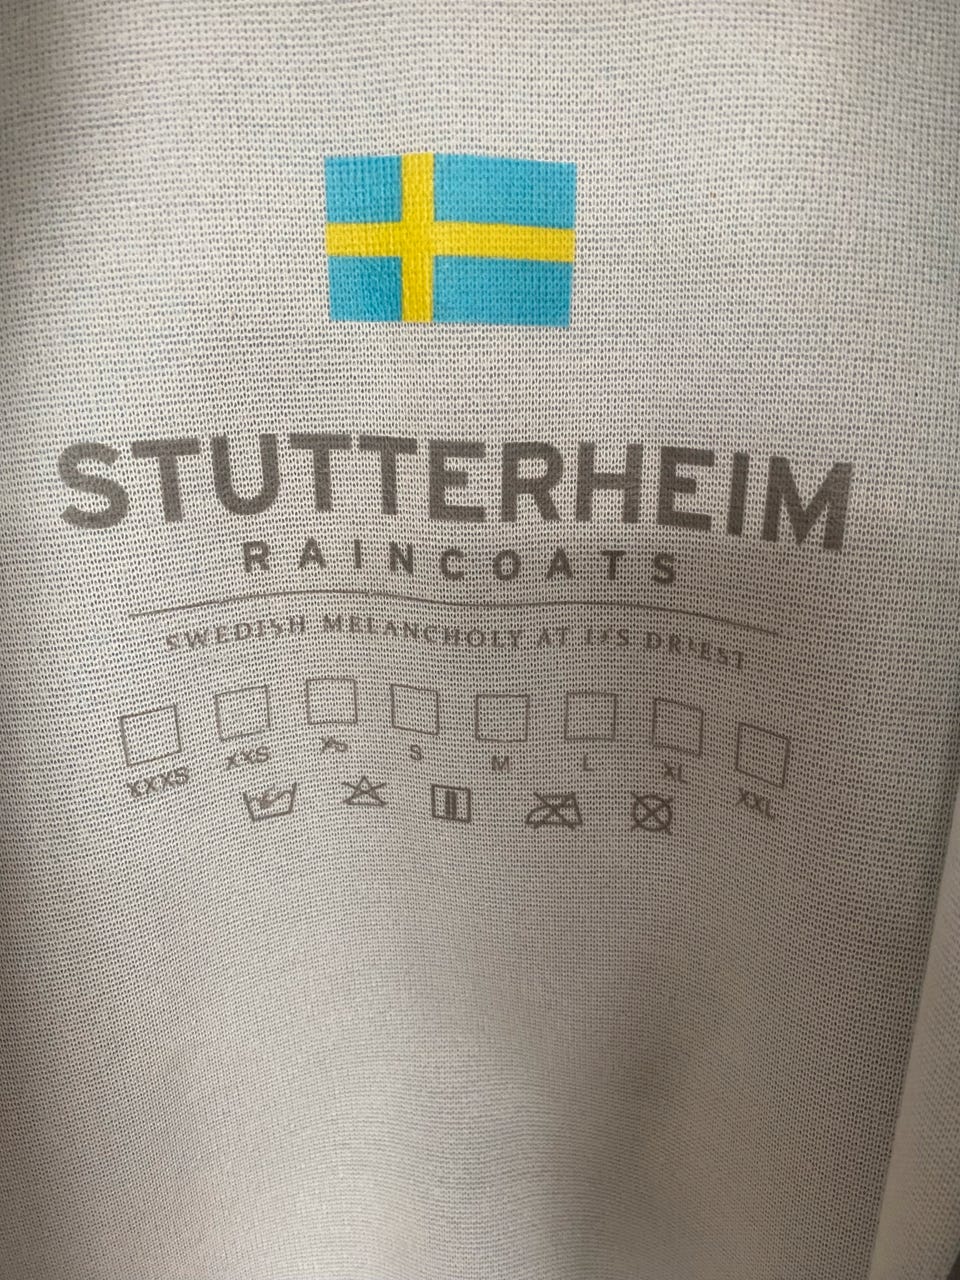 STUTTERHEIM
RAINCOATS
SWEDISH MELANCHOLY AT ITS DRIEST
XXXS XXS XS S M L XL XXL